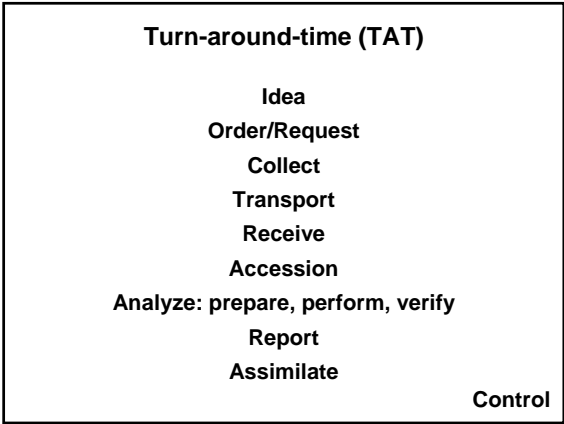 Turn-around-time (TAT)
Idea
Order/Request
Collect
Transport
Receive
Accession
Analyze: prepare, perform, verify
Report
Assimilate
Control